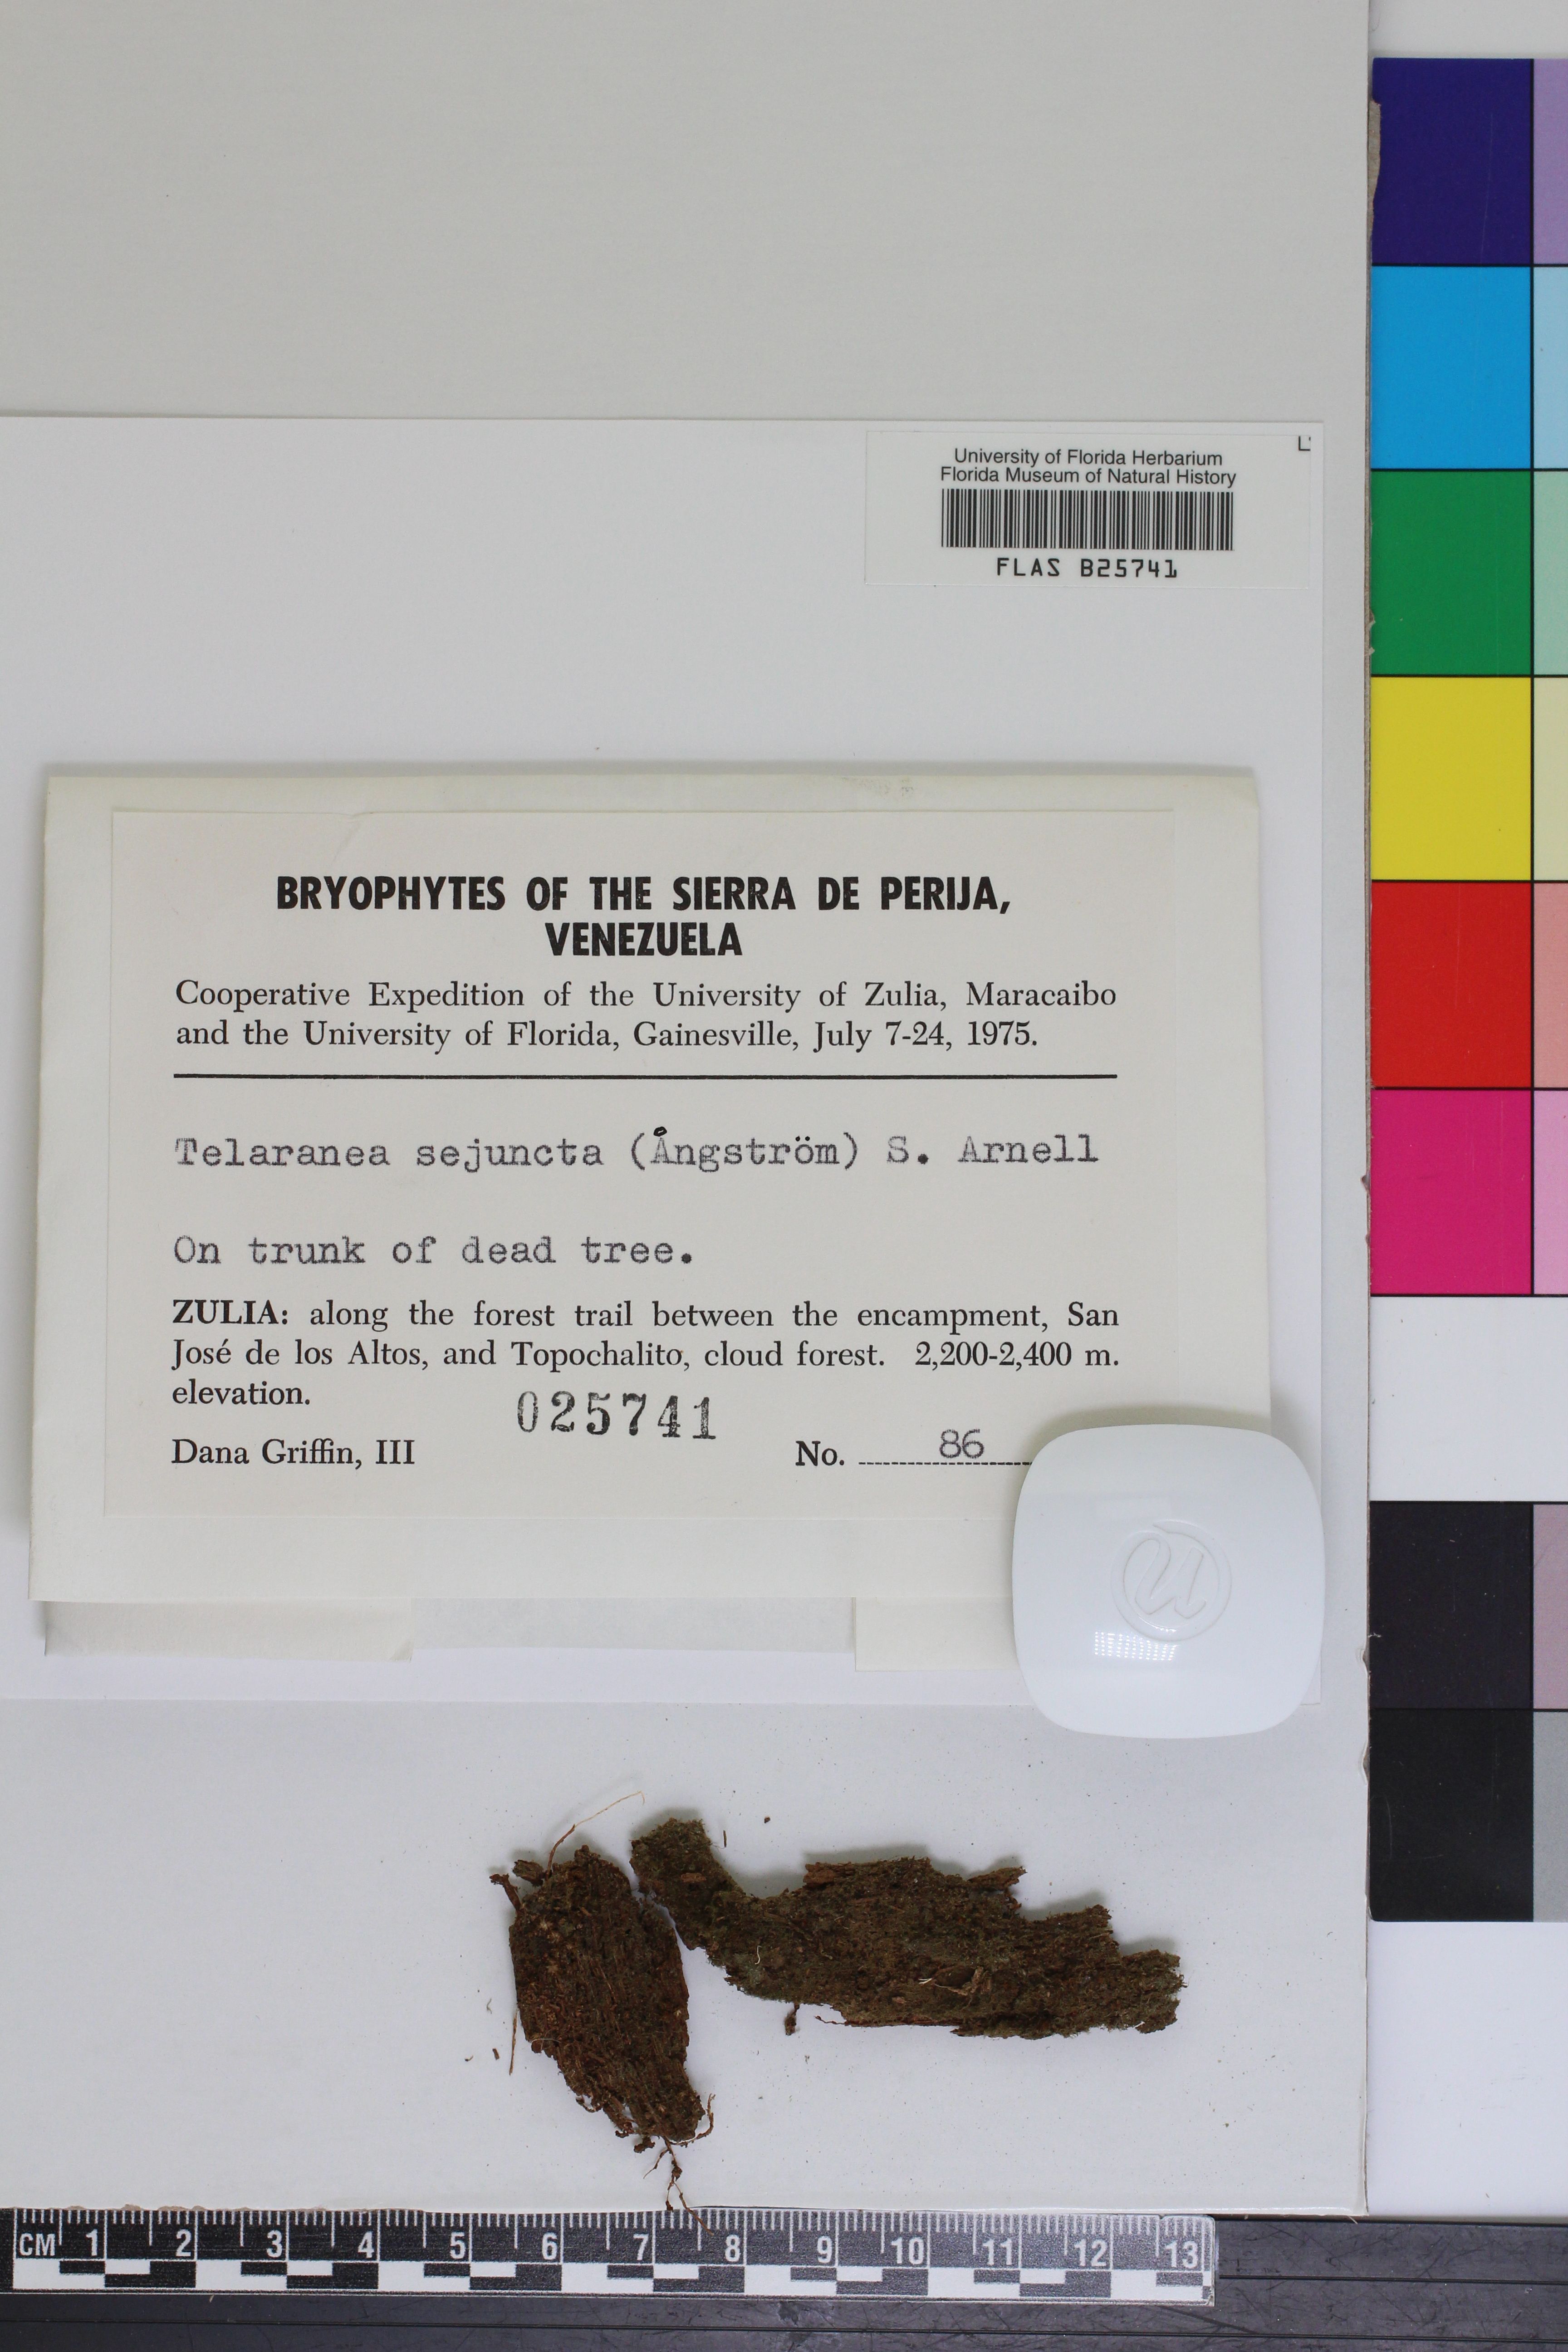 University of Florida Herbarium
Florida Museum of Natural History
FLAS B25741
BRYOPHYTES OF THE SIERRA DE PERIJA,
VENEZUELA
Cooperative Expedition of the University of Zulia, Maracaibo
and the University of Florida, Gainesville, July 7-24, 1975.
Telaranea sejuncta (Ångström) S. Arnell
On trunk of dead tree.
ZULIA: along the forest trail between the encampment, San
José de los Altos, and Topochalito, cloud forest. 2,200-2,400 m.
elevation.
025741
Dana Griffin, III No. 86
CM 1 2 3 4 5 6 7 8 9 10 11 12 13